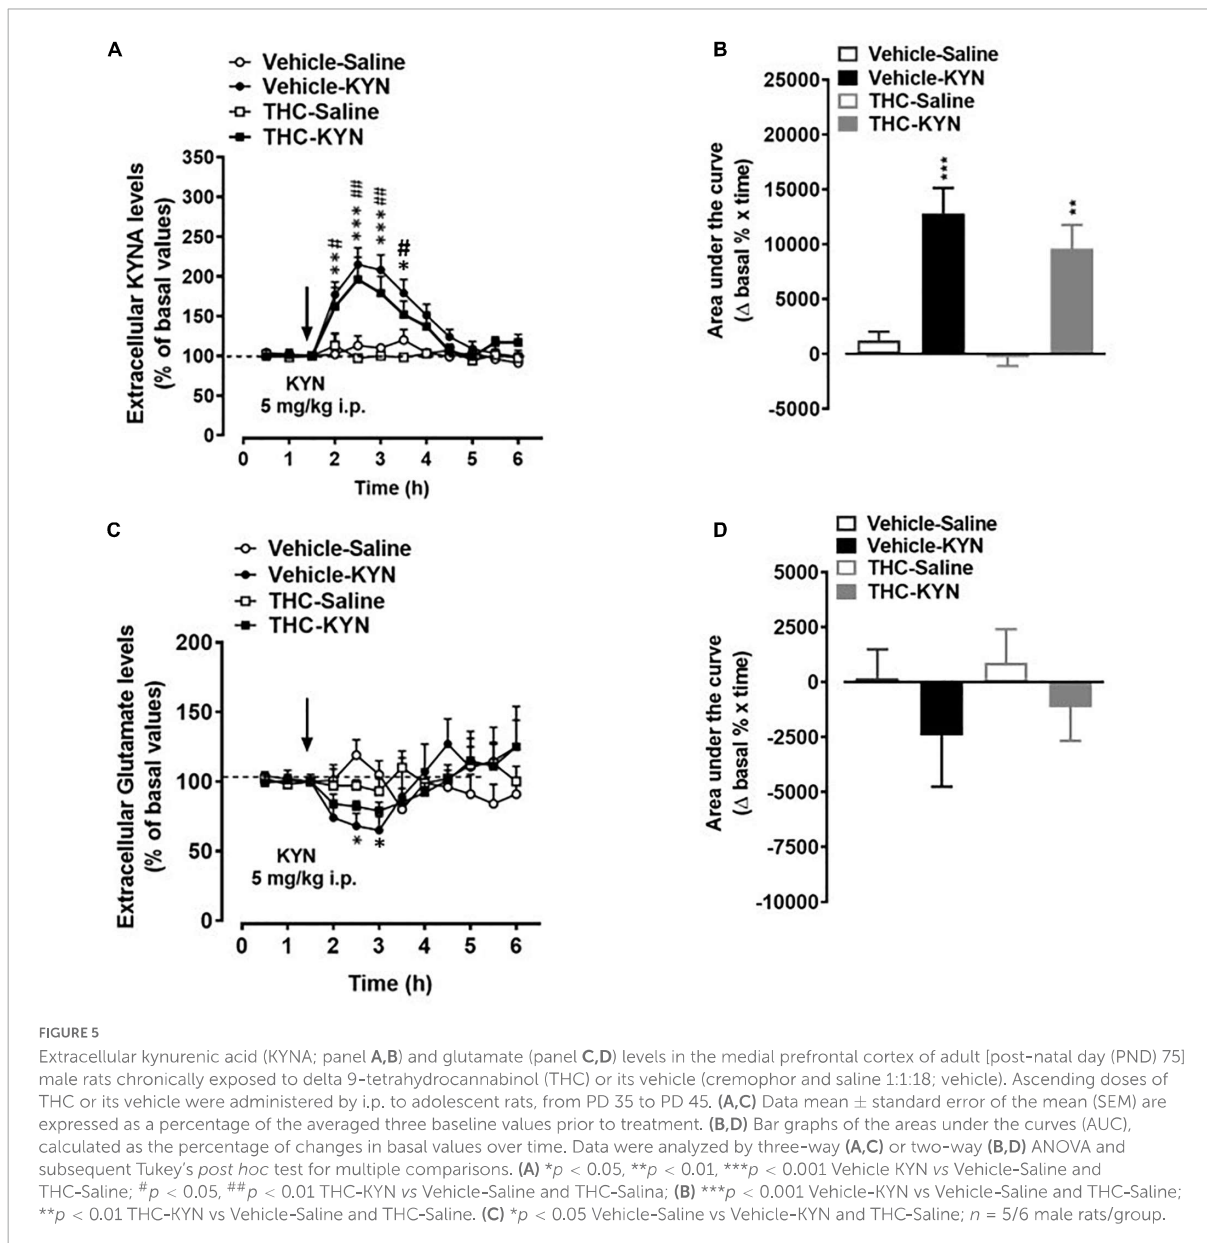 A
Vehicle-Saline
Vehicle-KYN
THC-Saline
THC-KYN
Extracellular KYNA levels
(% of basal values)
350
300
250
200
150
100
50
0
**#
***##
***##
*#
KYN
5 mg/kg i.p.
0 1 2 3 4 5 6
Time (h)
B
Vehicle-Saline
Vehicle-KYN
THC-Saline
THC-KYN
Area under the curve
(Δ basal % x time)
25000
20000
15000
10000
5000
0
-5000
***
**
C
Vehicle-Saline
Vehicle-KYN
THC-Saline
THC-KYN
Extracellular Glutamate levels
(% of basal values)
200
150
100
50
0
* *
KYN
5 mg/kg i.p.
0 1 2 3 4 5 6
Time (h)
D
Vehicle-Saline
Vehicle-KYN
THC-Saline
THC-KYN
Area under the curve
(Δ basal % x time)
5000
2500
0
-2500
-5000
-7500
-10000
FIGURE 5
Extracellular kynurenic acid (KYNA; panel A,B) and glutamate (panel C,D) levels in the medial prefrontal cortex of adult [post-natal day (PND) 75]
male rats chronically exposed to delta 9-tetrahydrocannabinol (THC) or its vehicle (cremophor and saline 1:1:18; vehicle). Ascending doses of
THC or its vehicle were administered by i.p. to adolescent rats, from PD 35 to PD 45. (A,C) Data mean ± standard error of the mean (SEM) are
expressed as a percentage of the averaged three baseline values prior to treatment. (B,D) Bar graphs of the areas under the curves (AUC),
calculated as the percentage of changes in basal values over time. Data were analyzed by three-way (A,C) or two-way (B,D) ANOVA and
subsequent Tukey's post hoc test for multiple comparisons. (A) *p < 0.05, **p < 0.01, ***p < 0.001 Vehicle KYN vs Vehicle-Saline and
THC-Saline; #p < 0.05, ##p < 0.01 THC-KYN vs Vehicle-Saline and THC-Salina; (B) ***p < 0.001 Vehicle-KYN vs Vehicle-Saline and THC-Saline;
**p < 0.01 THC-KYN vs Vehicle-Saline and THC-Saline. (C) *p < 0.05 Vehicle-Saline vs Vehicle-KYN and THC-Saline; n = 5/6 male rats/group.